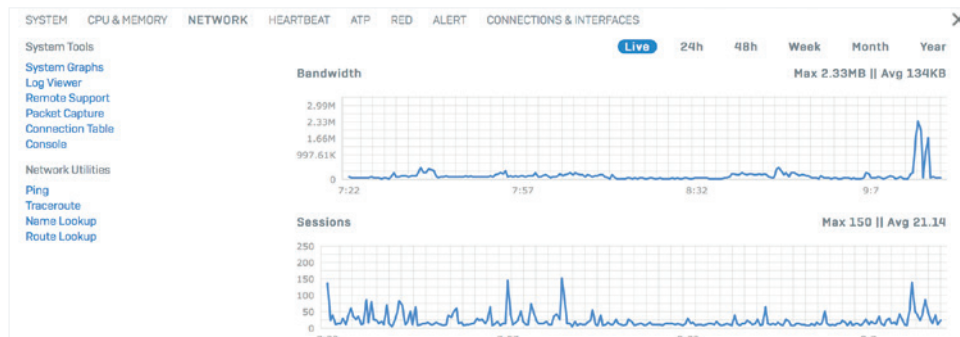 SYSTEM CPU & MEMORY NETWORK HEARTBEAT ATP RED ALERT CONNECTIONS & INTERFACES
System Tools
System Graphs
Log Viewer
Remote Support
Packet Capture
Connection Table
Console
Network Utilities
Ping
Traceroute
Name Lookup
Route Lookup
Live 24h 48h Week Month Year
Bandwidth Max 2.33MB || Avg 134KB
2.99M
2.33M
1.66M
997.61K
0
7:22 7:57 8:32 9:7
Sessions Max 150 || Avg 21.14
250
200
150
100
50
0